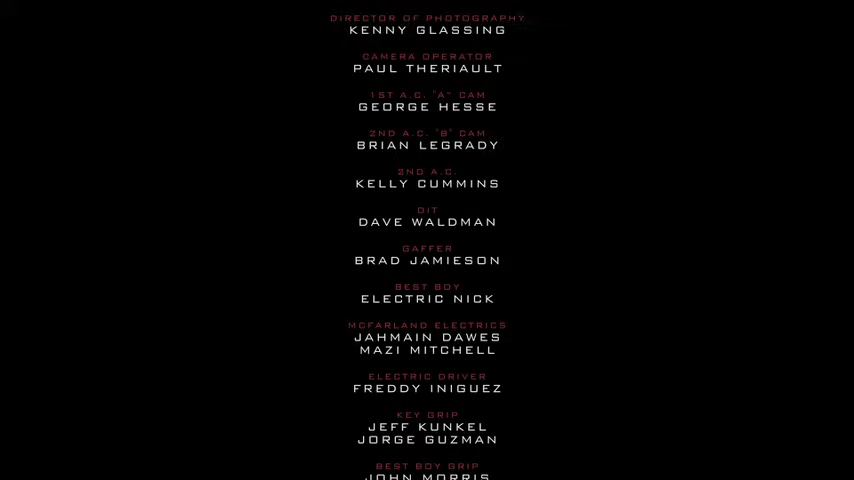 DIRECTOR OF PHOTOGRAPHY
KENNY GLASSING
CAMERA OPERATOR
PAUL THERIAULT
1ST A.C. "A" CAM
GEORGE HESSE
2ND A.C. "B" CAM
BRIAN LEGRADY
2ND A.C.
KELLY CUMMINS
DIT
DAVE WALDMAN
GAFFER
BRAD JAMIESON
BEST BOY
ELECTRIC NICK
MCFARLAND ELECTRICS
JAHMAIN DAWES
MAZI MITCHELL
ELECTRIC DRIVER
FREDDY INIGUEZ
KEY GRIP
JEFF KUNKEL
JORGE GUZMAN
BEST BOY GRIP
JOHN MORRIS